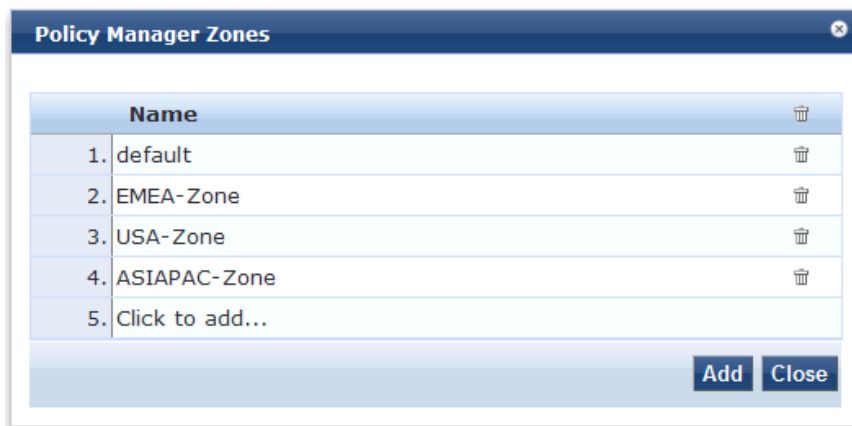 Policy Manager Zones
Name
1. default
2. EMEA-Zone
3. USA-Zone
4. ASIAPAC-Zone
5. Click to add...
Add Close